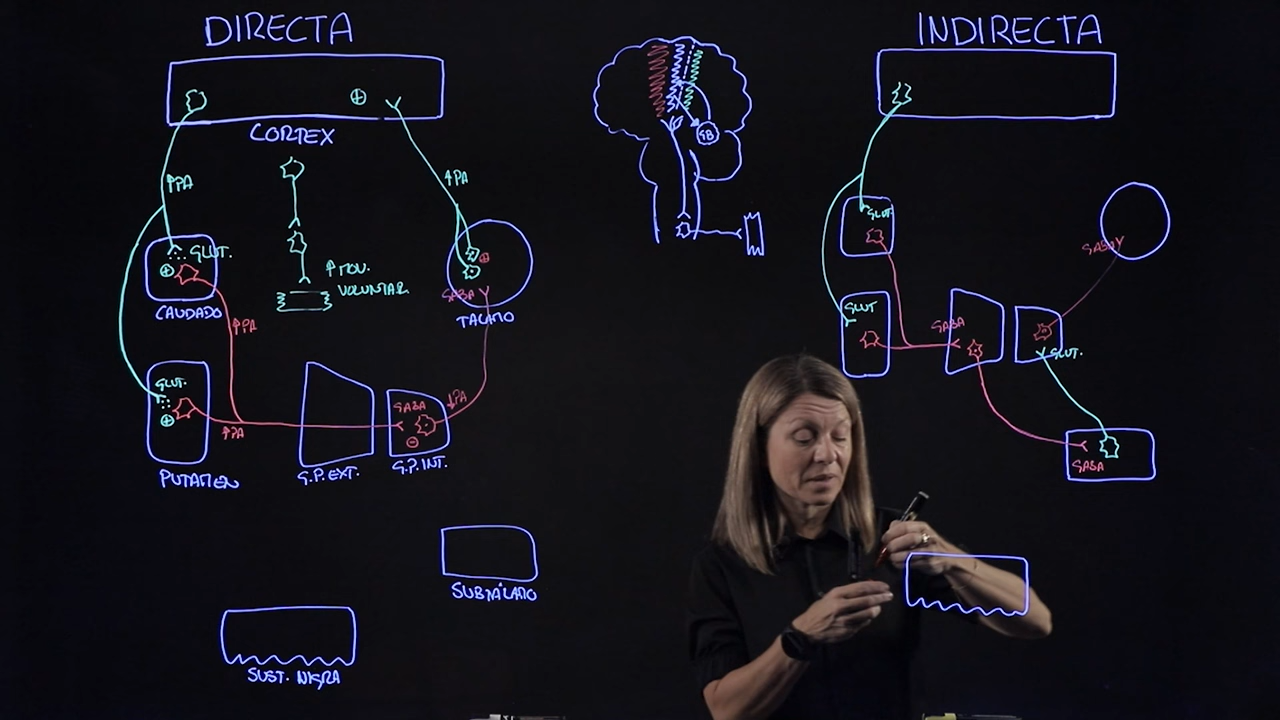 DIRECTA
CORTEX
↑PA
↑PA
GLUT.
CAUDADO
↑MOV.
VOLUNTAR.
GABA
TALAMO
↑PA
GLUT.
PUTAMEN
↑PA
G.P.EXT.
GABA
G.P.INT.
↓PA
SUBTÁLAMO
SUST. NIGRA
GB
INDIRECTA
GLUT
GABA
GLUT
GABA
GLUT.
GABA